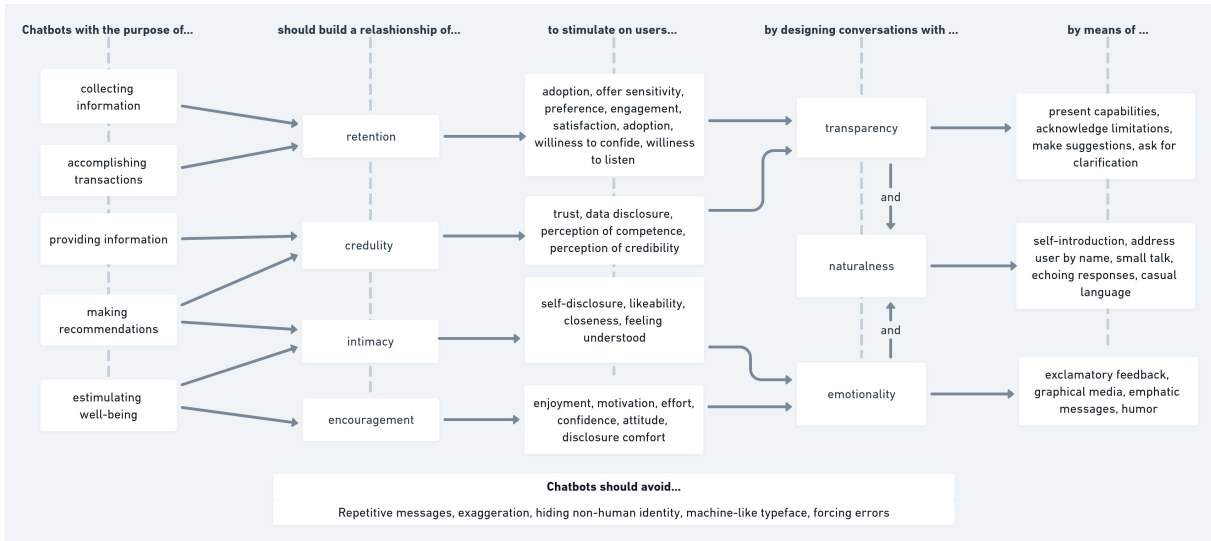 Chatbots with the purpose of...
should build a relashionship of...
to stimulate on users...
by designing conversations with ...
by means of ...
collecting
information
accomplishing
transactions
providing information
making
recommendations
estimulating
well-being
retention
credulity
intimacy
encouragement
adoption, offer sensitivity,
preference, engagement,
satisfaction, adoption,
williness to confide, williness
to listen
trust, data disclosure,
perception of competence,
perception of credibility
self-disclosure, likeability,
closeness, feeling
understood
enjoyment, motivation, effort,
confidence, attitude,
disclosure comfort
transparency
and
naturalness
and
emotionality
present capabilities,
acknowledge limitations,
make suggestions, ask for
clarification
self-introduction, address
user by name, small talk,
echoing responses, casual
language
exclamatory feedback,
graphical media, emphatic
messages, humor
Chatbots should avoid...
Repetitive messages, exaggeration, hiding non-human identity, machine-like typeface, forcing errors